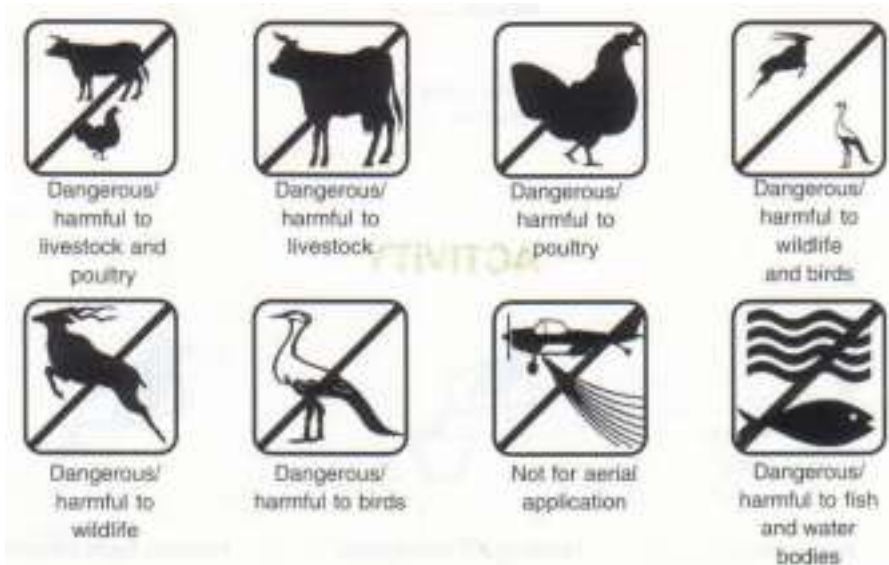 Dangerous/
harmful to
livestock and
poultry
Dangerous/
harmful to
livestock
Dangerous/
harmful to
poultry
Dangerous/
harmful to
wildlife
and birds
ACTIVITY
Dangerous/
harmful to
wildlife
Dangerous/
harmful to birds
Not for aerial
application
Dangerous/
harmful to fish
and water
bodies